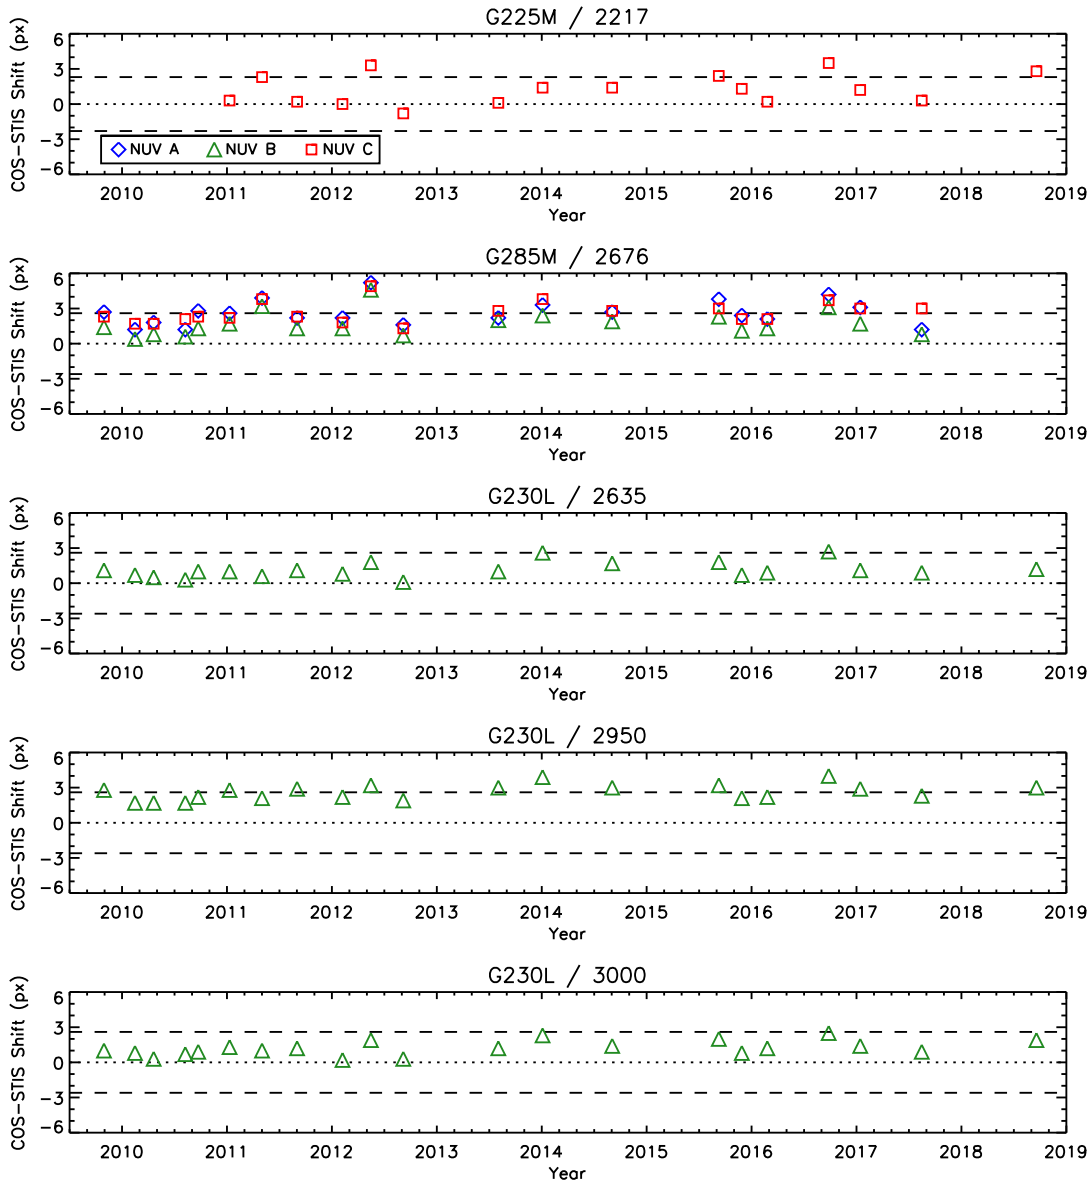 G225M / 2217
COS-STIS Shift (px)
6
3
0
-3
-6
NUV A NUV B NUV C
2010 2011 2012 2013 2014 2015 2016 2017 2018 2019
Year
G285M / 2676
COS-STIS Shift (px)
6
3
0
-3
-6
2010 2011 2012 2013 2014 2015 2016 2017 2018 2019
Year
G230L / 2635
COS-STIS Shift (px)
6
3
0
-3
-6
2010 2011 2012 2013 2014 2015 2016 2017 2018 2019
Year
G230L / 2950
COS-STIS Shift (px)
6
3
0
-3
-6
2010 2011 2012 2013 2014 2015 2016 2017 2018 2019
Year
G230L / 3000
COS-STIS Shift (px)
6
3
0
-3
-6
2010 2011 2012 2013 2014 2015 2016 2017 2018 2019
Year